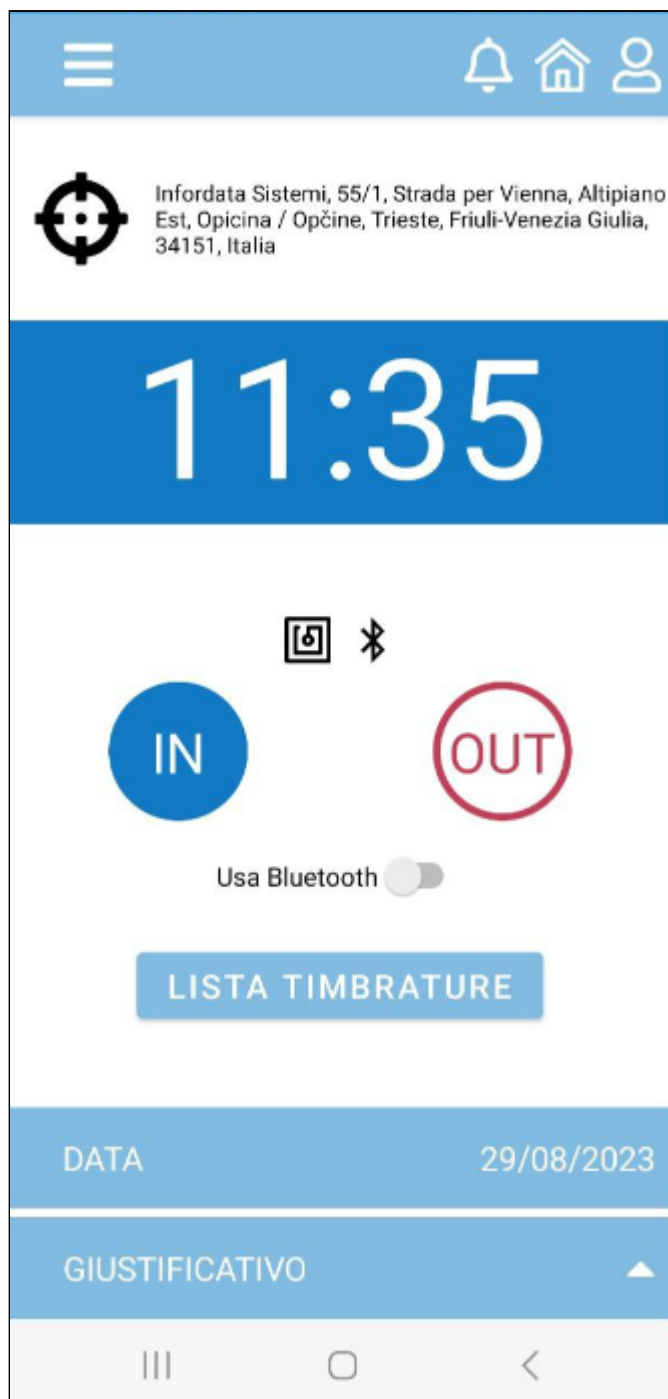 Infordata Sistemi, 55/1, Strada per Vienna, Altipiano
Est, Opicina / Opčine, Trieste, Friuli-Venezia Giulia,
34151, Italia
11:35
IN OUT
Usa Bluetooth
LISTA TIMBRATURE
DATA 29/08/2023
GIUSTIFICATIVO